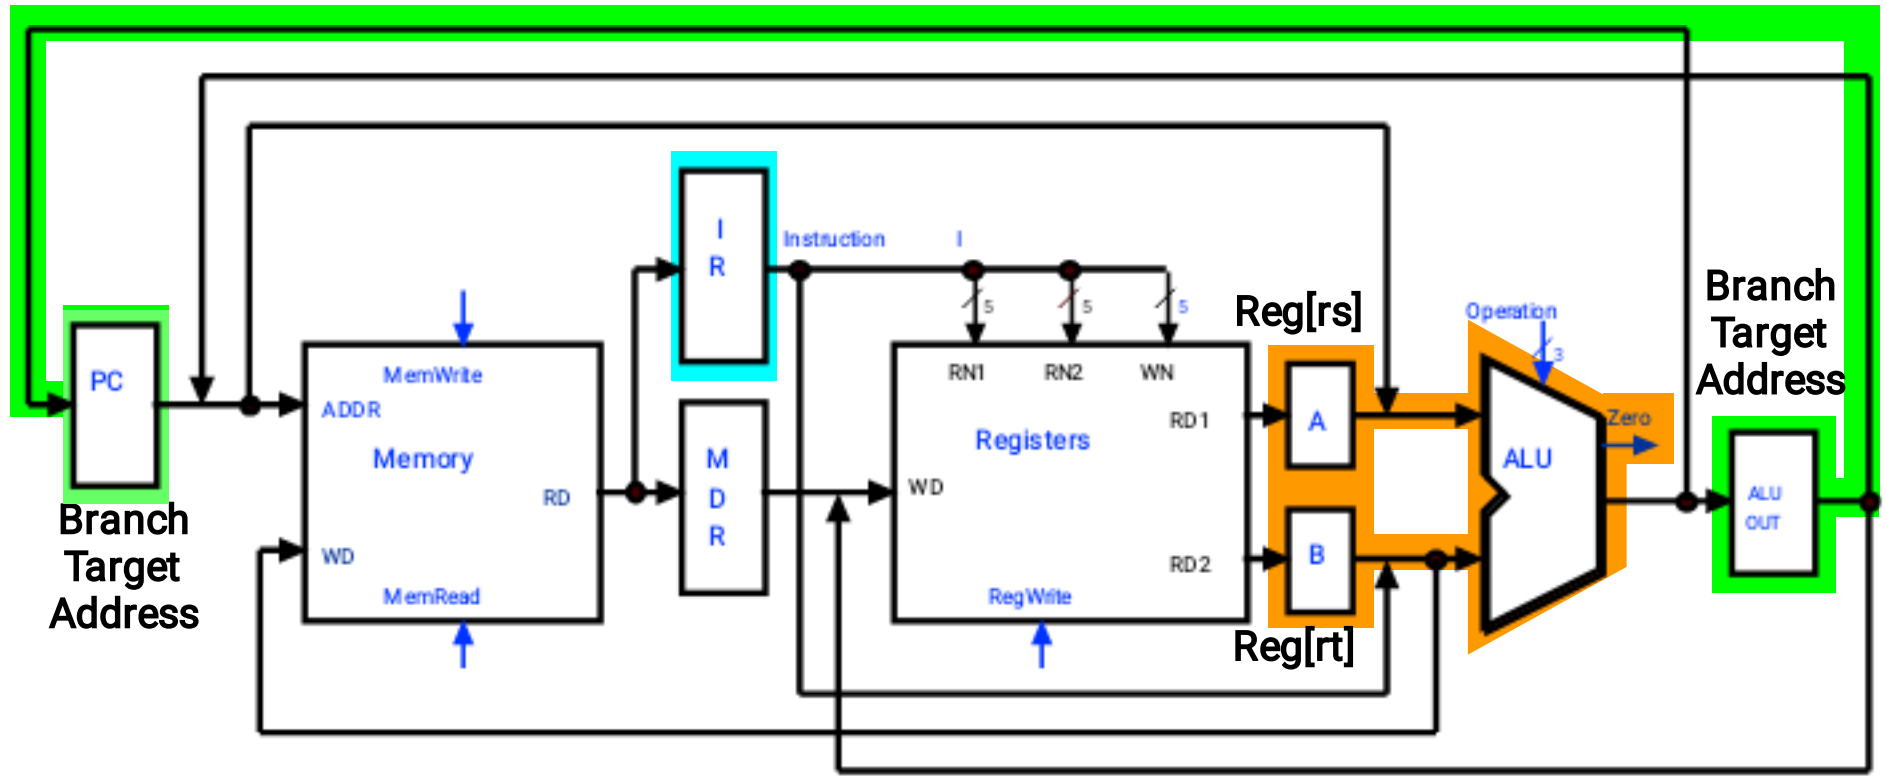 I
R
Instruction
I
5
5
5
Reg[rs]
Operation
3
Branch
Target
Address
PC
MemWrite
ADDR
Memory
RD
WD
MemRead
M
D
R
RN1
RN2
WN
RD1
Registers
WD
RD2
RegWrite
A
B
Zero
ALU
ALU
OUT
Branch
Target
Address
Reg[rt]